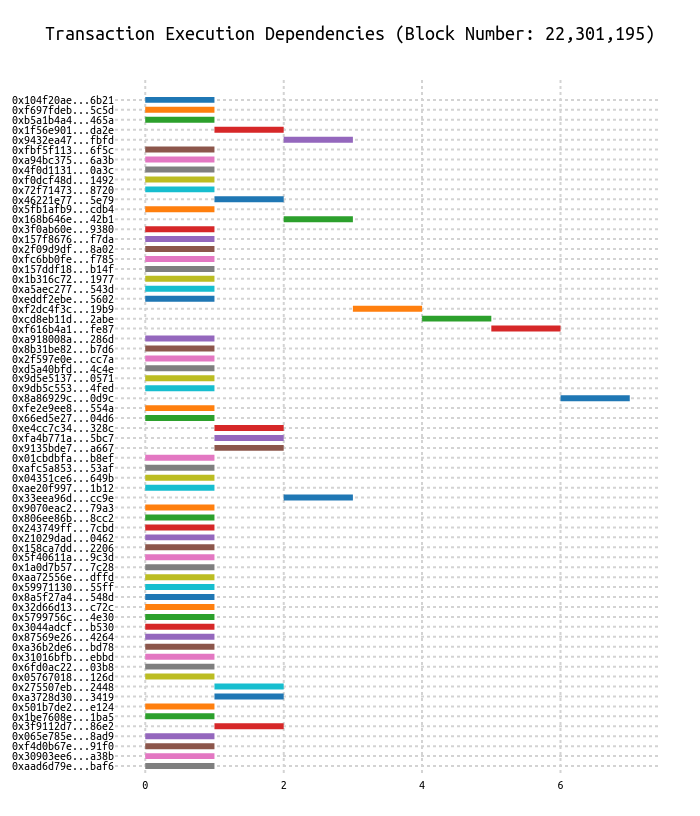 Transaction Execution Dependencies (Block Number: 22,301,195)
0x104f20ae...6b21
0xf697fdeb...5c5d
0xb5a1b4a4...465a
0x1f56e901...da2e
0x9432ea47...fbfd
0xfbf5f113...6f5c
0xa94bc375...6a3b
0x4f0d1131...0a3c
0xf0dcf48d...1492
0x72f71473...8720
0x46221e77...5e79
0x5fb1afb9...cdb4
0x168b646e...42b1
0x3f0ab60e...9380
0x157f8676...f7da
0x2f09d9df...8a02
0xfc6bb0fe...f785
0x157ddf18...b14f
0x1b316c72...1977
0xa5aec277...543d
0xeddf2ebe...5602
0xf2dc4f3c...19b9
0xcd8eb11d...2abe
0xf616b4a1...fe87
0xa918008a...286d
0x8b31be82...b7d6
0x2f597e0e...cc7a
0xd5a40bfd...4c4e
0x9d5e5137...0571
0x9db5c553...4fed
0x8a86929c...0d9c
0xfe2e9ee8...554a
0x66ed5e27...04d6
0xe4cc7c34...328c
0xfa4b771a...5bc7
0x9135bde7...a667
0x01cbdbfa...b8ef
0xafc5a853...53af
0x04351ce6...649b
0xae20f997...1b12
0x33eea96d...cc9e
0x9070eac2...79a3
0x806ee86b...8cc2
0x243749ff...7cbd
0x21029dad...0462
0x158ca7dd...2206
0x5f40611a...9c3d
0x1a0d7b57...7c28
0xaa72556e...dffd
0x59971130...55ff
0x8a5f27a4...548d
0x32d66d13...c72c
0x5799756c...4e30
0x3044adcf...b530
0x87569e26...4264
0xa36b2de6...bd78
0x31016bfb...ebbd
0x6fd0ac22...03b8
0x05767018...126d
0x275507eb...2448
0xa3728d30...3419
0x501b7de2...e124
0x1be7608e...1ba5
0x3f9112d7...86e2
0x065e785e...8ad9
0xf4d0b67e...91f0
0x30903ee6...a38b
0xaad6d79e...baf6
0 2 4 6